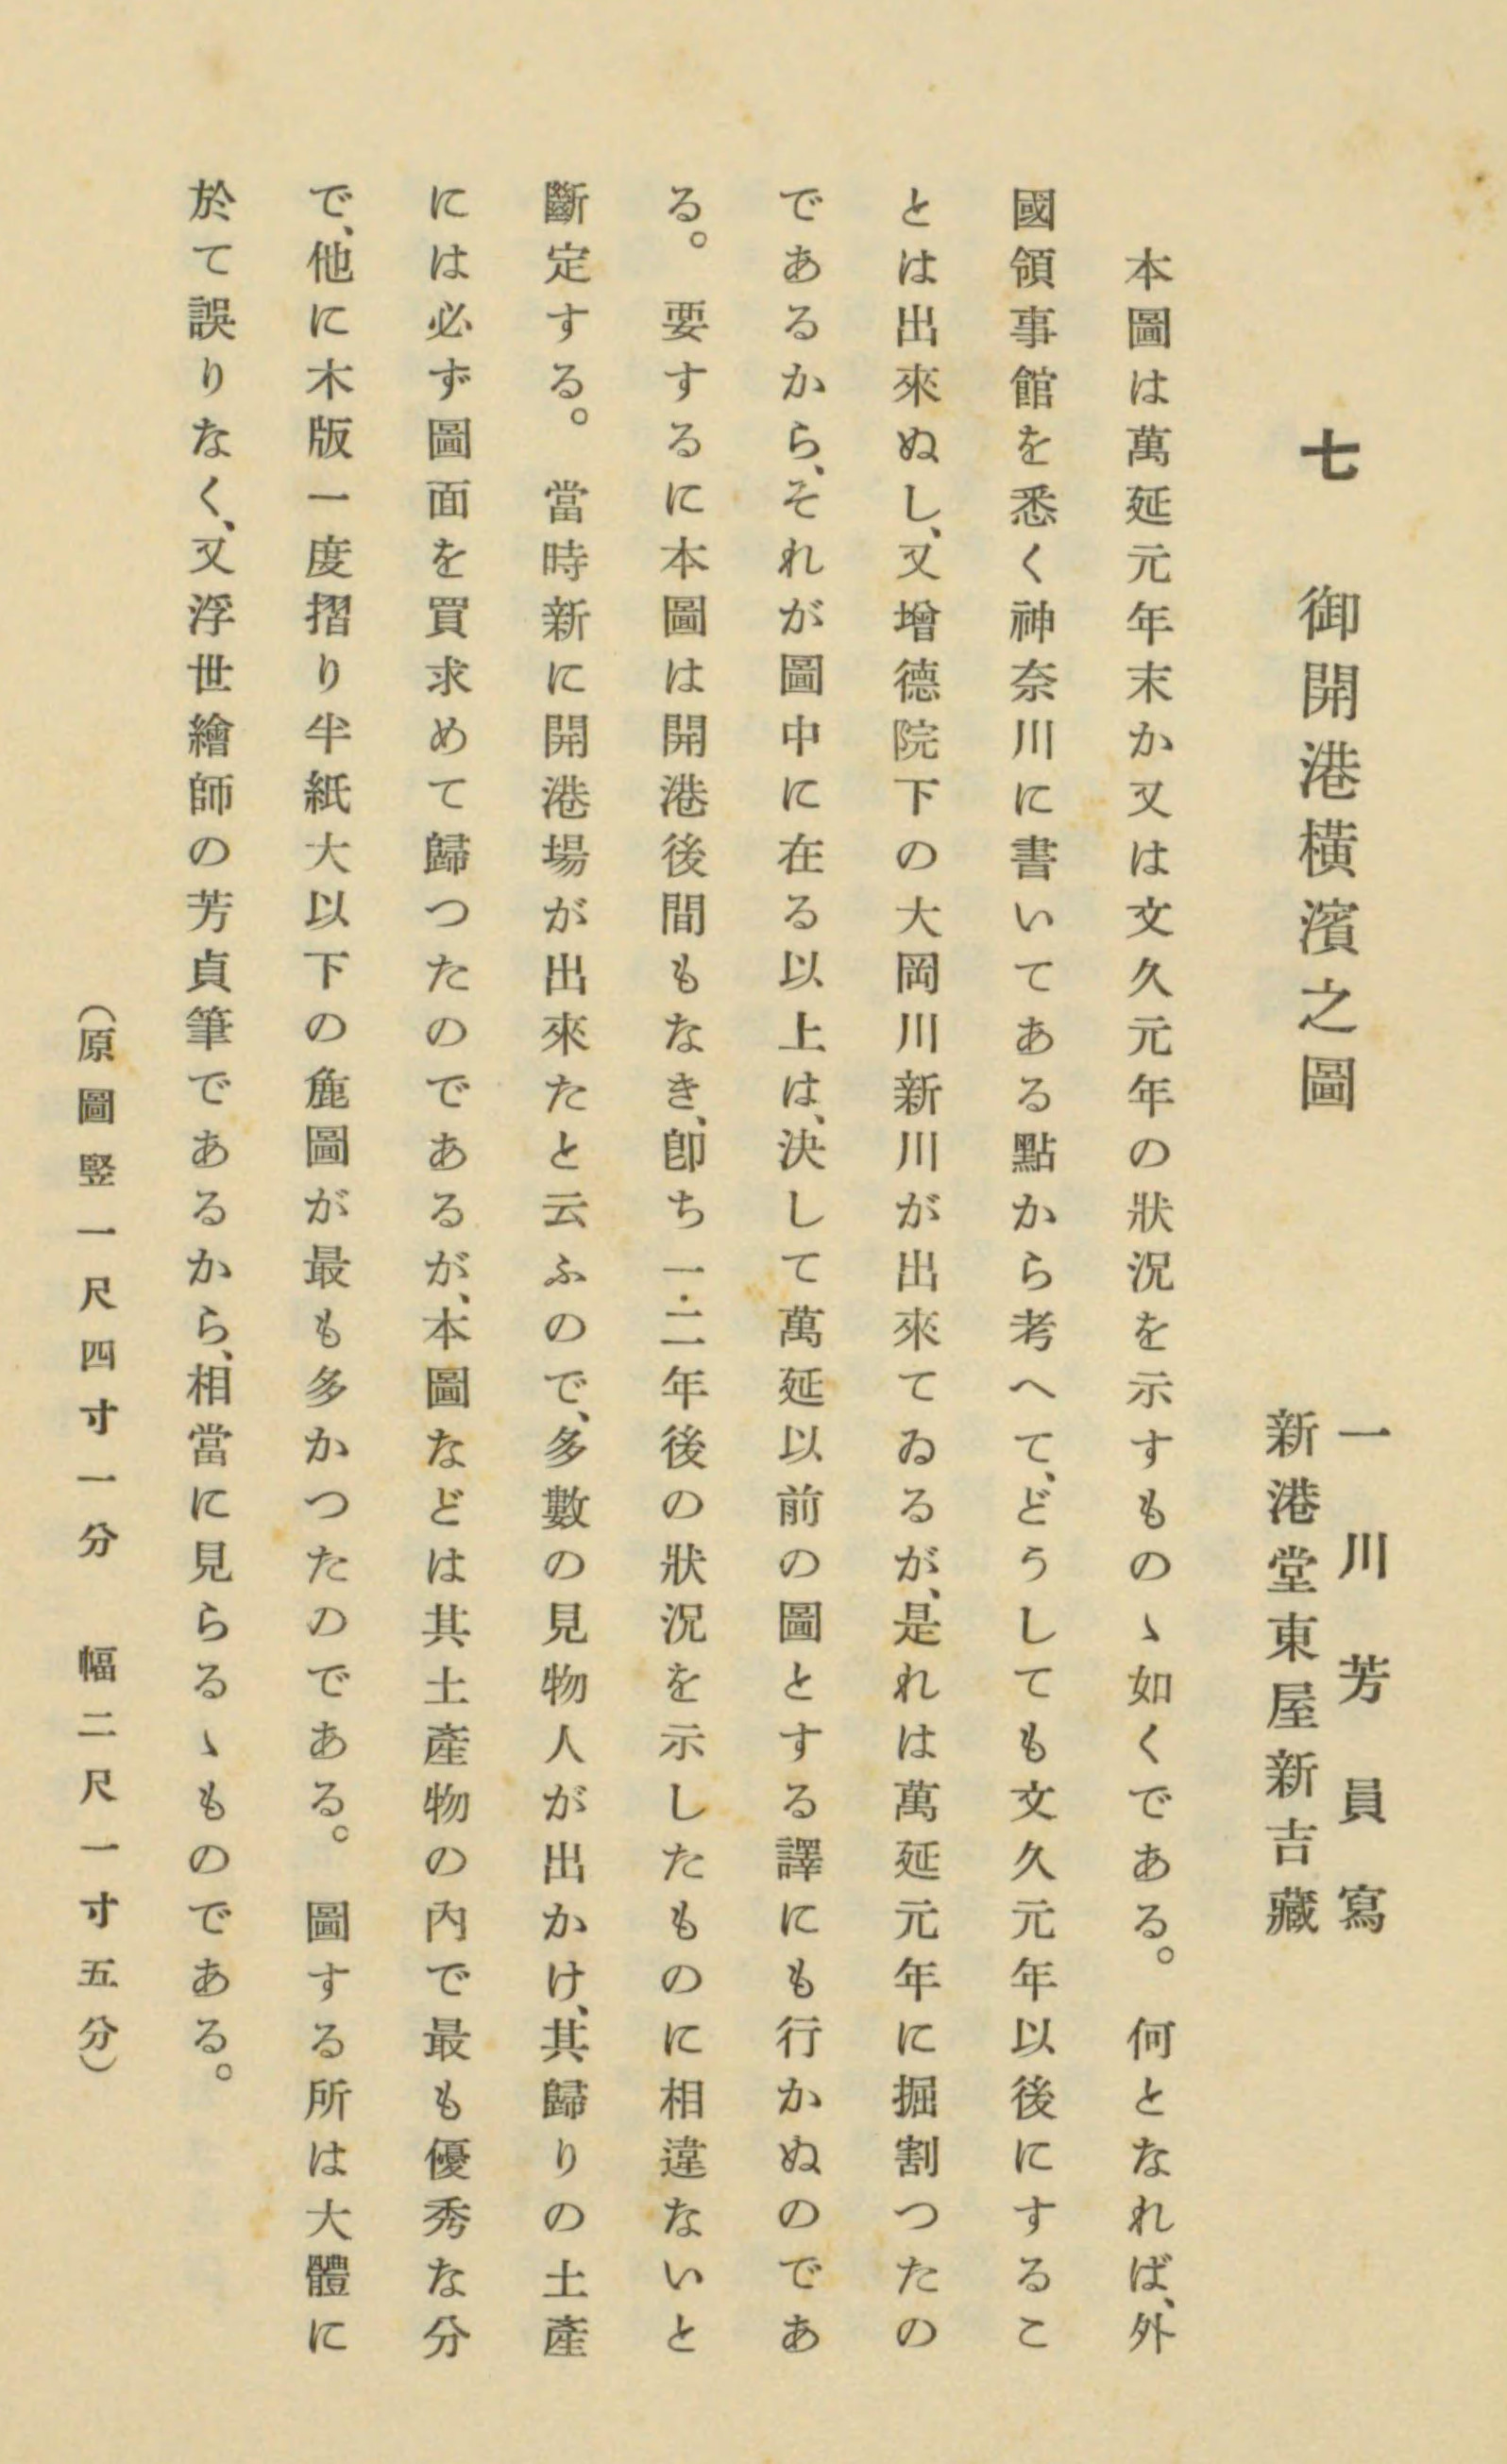 七　御開港橫濱之圖
一川芳員寫
新港堂東屋新吉藏
本圖は萬延元年末か又は文久元年の狀況を示すものゝ如くである。何となれば、外
國領事館を悉く神奈川に書いてある點から考へて、どうしても文久元年以後にするこ
とは出來ぬし、又增德院下の大岡川新川が出來てゐるが、是れは萬延元年に掘割つたの
であるから、それが圖中に在る以上は、決して萬延以前の圖とする譯にも行かぬのであ
る。要するに本圖は開港後間もなき、卽ち一・二年後の狀況を示したものに相違ないと
斷定する。當時新に開港場が出來たと云ふので、多數の見物人が出かけ、其歸りの土產
には必ず圖面を買求めて歸つたのであるが、本圖などは其土產物の內で最も優秀な分
で、他に木版一度摺り半紙大以下の麁圖が最も多かつたのである。圖する所は大體に
於て誤りなく、又浮世繪師の芳貞筆であるから、相當に見らるゝものである。
（原圖竪一尺四寸一分　幅二尺一寸五分）